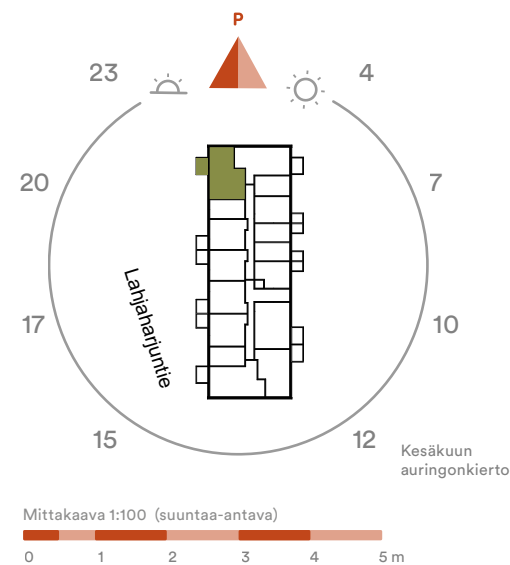 P
23
4
20
7
Lahjaharjuntie
17
10
15
12
Kesäkuun
auringonkierto
Mittakaava 1:100 (suuntaa-antava)
0 1 2 3 4 5 m